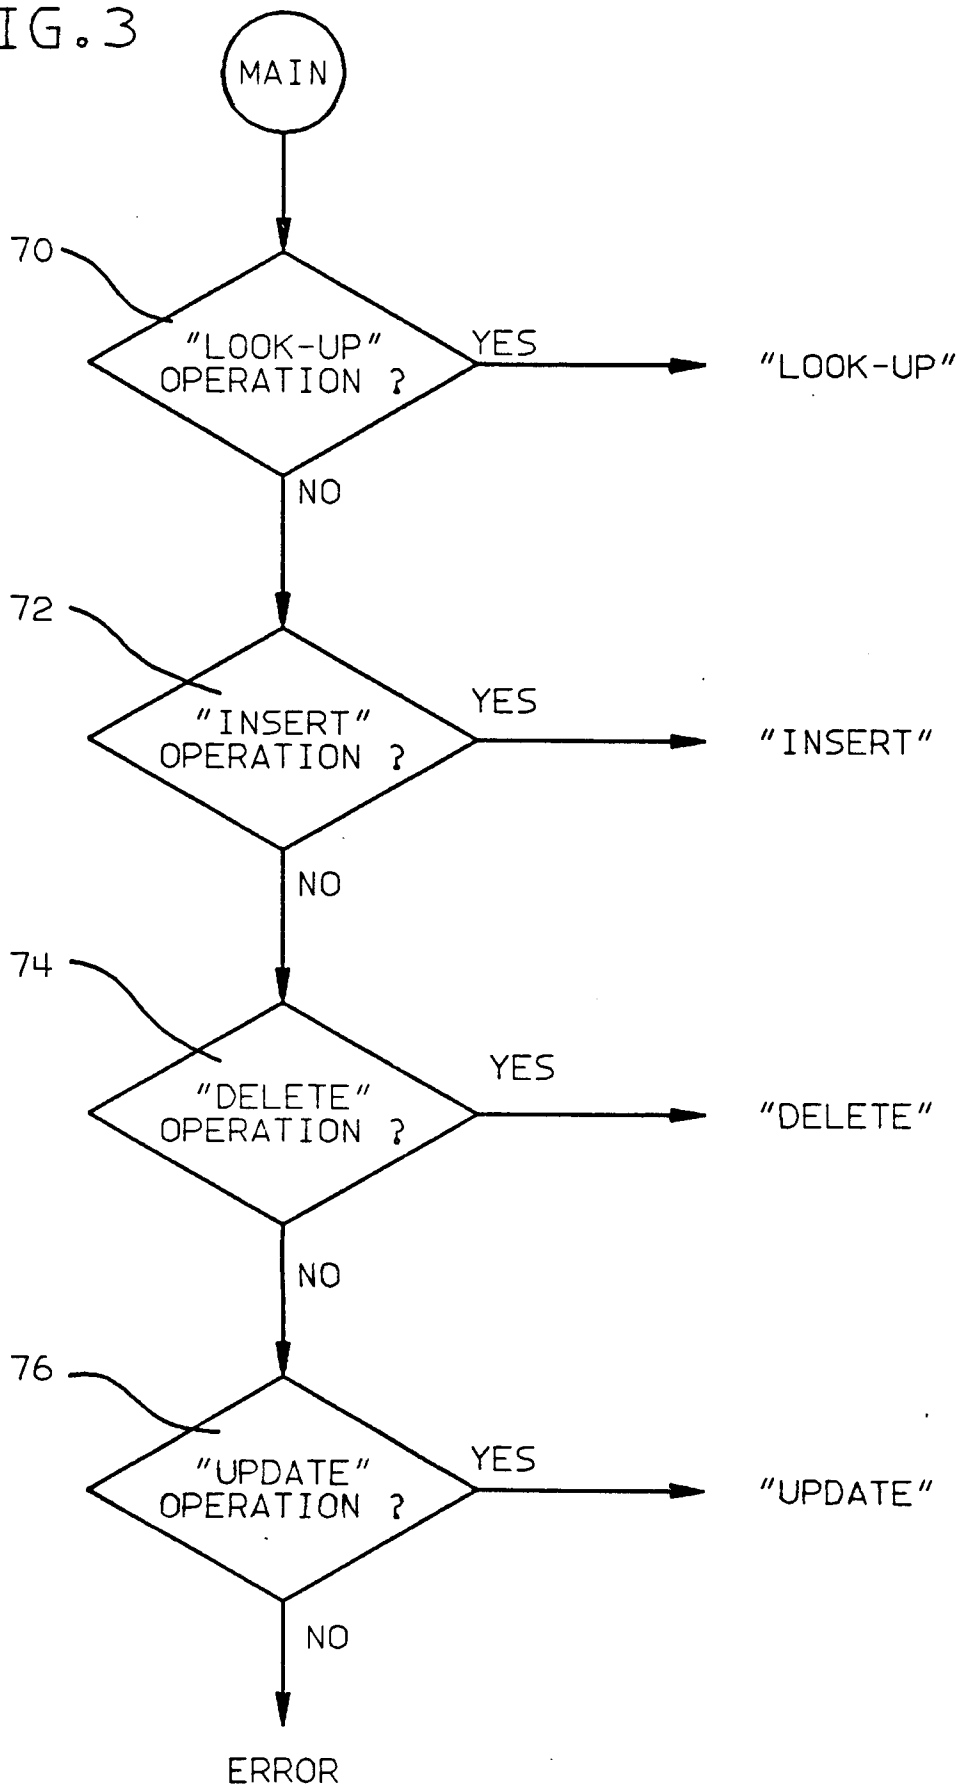 IG.3
MAIN
70
"LOOK-UP"
OPERATION ?
YES
"LOOK-UP"
NO
72
"INSERT"
OPERATION ?
YES
"INSERT"
NO
74
"DELETE"
OPERATION ?
YES
"DELETE"
NO
76
"UPDATE"
OPERATION ?
YES
"UPDATE"
NO
ERROR